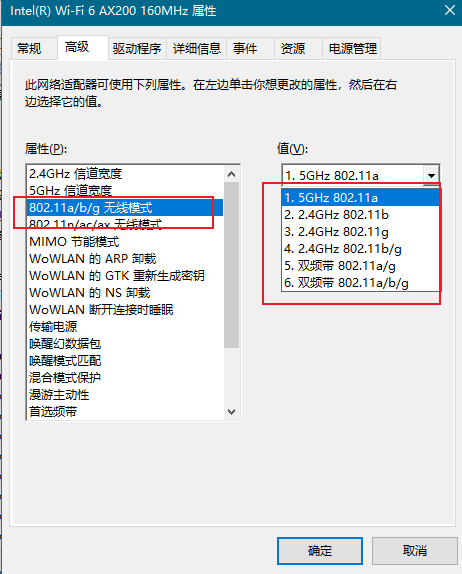 Intel(R) Wi-Fi 6 AX200 160MHz 属性
常规 高级 驱动程序 详细信息 事件 资源 电源管理
此网络适配器可使用下列属性。在左边单击你想更改的属性，然后在右
边选择它的值。
属性(P):
值(V):
2.4GHz 信道宽度
5GHz 信道宽度
802.11a/b/g 无线模式
802.11n/ac/ax 无线模式
MIMO 节能模式
WoWLAN 的 ARP 卸载
WoWLAN 的 GTK 重新生成密钥
WoWLAN 的 NS 卸载
WoWLAN 断开连接时睡眠
传输电源
唤醒幻数据包
唤醒模式匹配
混合模式保护
漫游主动性
首选频带
1. 5GHz 802.11a
1. 5GHz 802.11a
2. 2.4GHz 802.11b
3. 2.4GHz 802.11g
4. 2.4GHz 802.11b/g
5. 双频带 802.11a/g
6. 双频带 802.11a/b/g
确定
取消